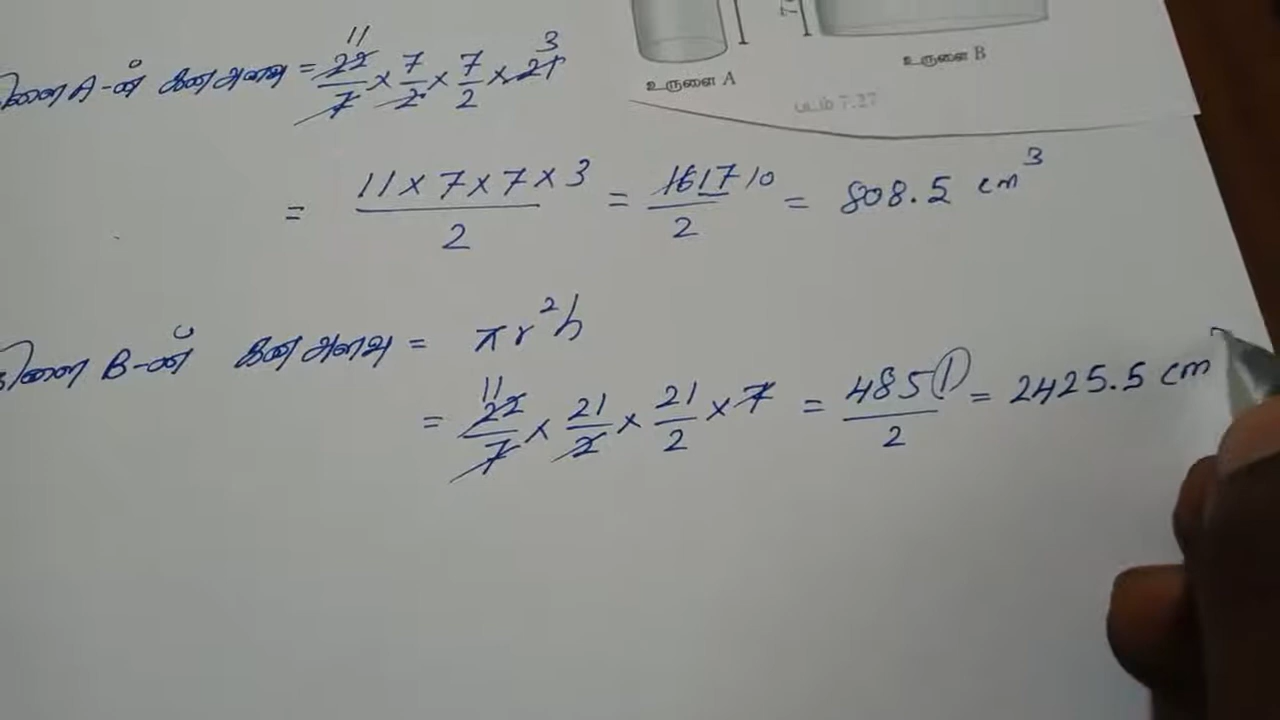 உருளை A
உருளை B
படம் 7.27
A-ன் கனஅளவு = 22/7 × 7/2 × 7/2 × 21
11 3
= 11 × 7 × 7 × 3 / 2 = 1617 10 / 2 = 808.5 cm³
B-ன் கனஅளவு = πr²h
11
= 22/7 × 21/2 × 21/2 × 7 = 4851/2 = 2425.5 cm